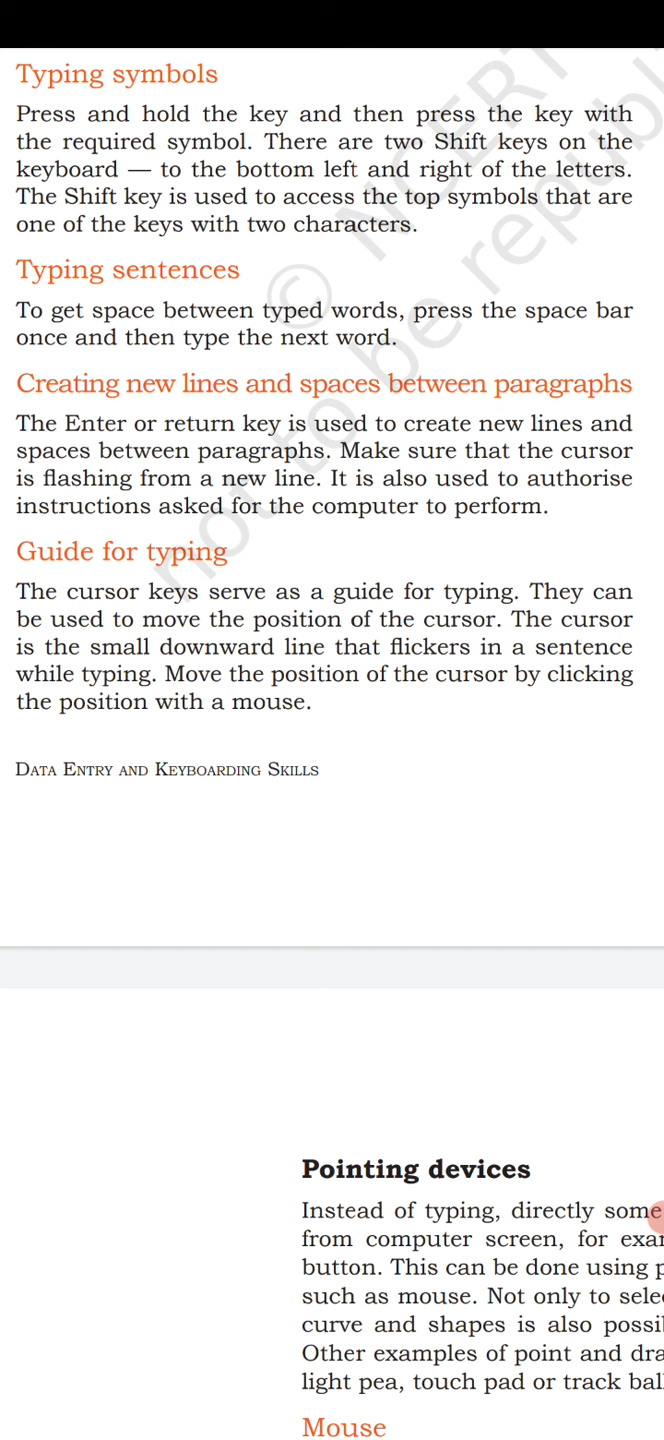 Typing symbols
Press and hold the key and then press the key with
the required symbol. There are two Shift keys on the
keyboard — to the bottom left and right of the letters.
The Shift key is used to access the top symbols that are
one of the keys with two characters.
Typing sentences
To get space between typed words, press the space bar
once and then type the next word.
Creating new lines and spaces between paragraphs
The Enter or return key is used to create new lines and
spaces between paragraphs. Make sure that the cursor
is flashing from a new line. It is also used to authorise
instructions asked for the computer to perform.
Guide for typing
The cursor keys serve as a guide for typing. They can
be used to move the position of the cursor. The cursor
is the small downward line that flickers in a sentence
while typing. Move the position of the cursor by clicking
the position with a mouse.
© NCERT
not to be republ
DATA ENTRY AND KEYBOARDING SKILLS
Pointing devices
Instead of typing, directly some
from computer screen, for exa
button. This can be done using p
such as mouse. Not only to sele
curve and shapes is also possi
Other examples of point and dra
light pea, touch pad or track bal
Mouse